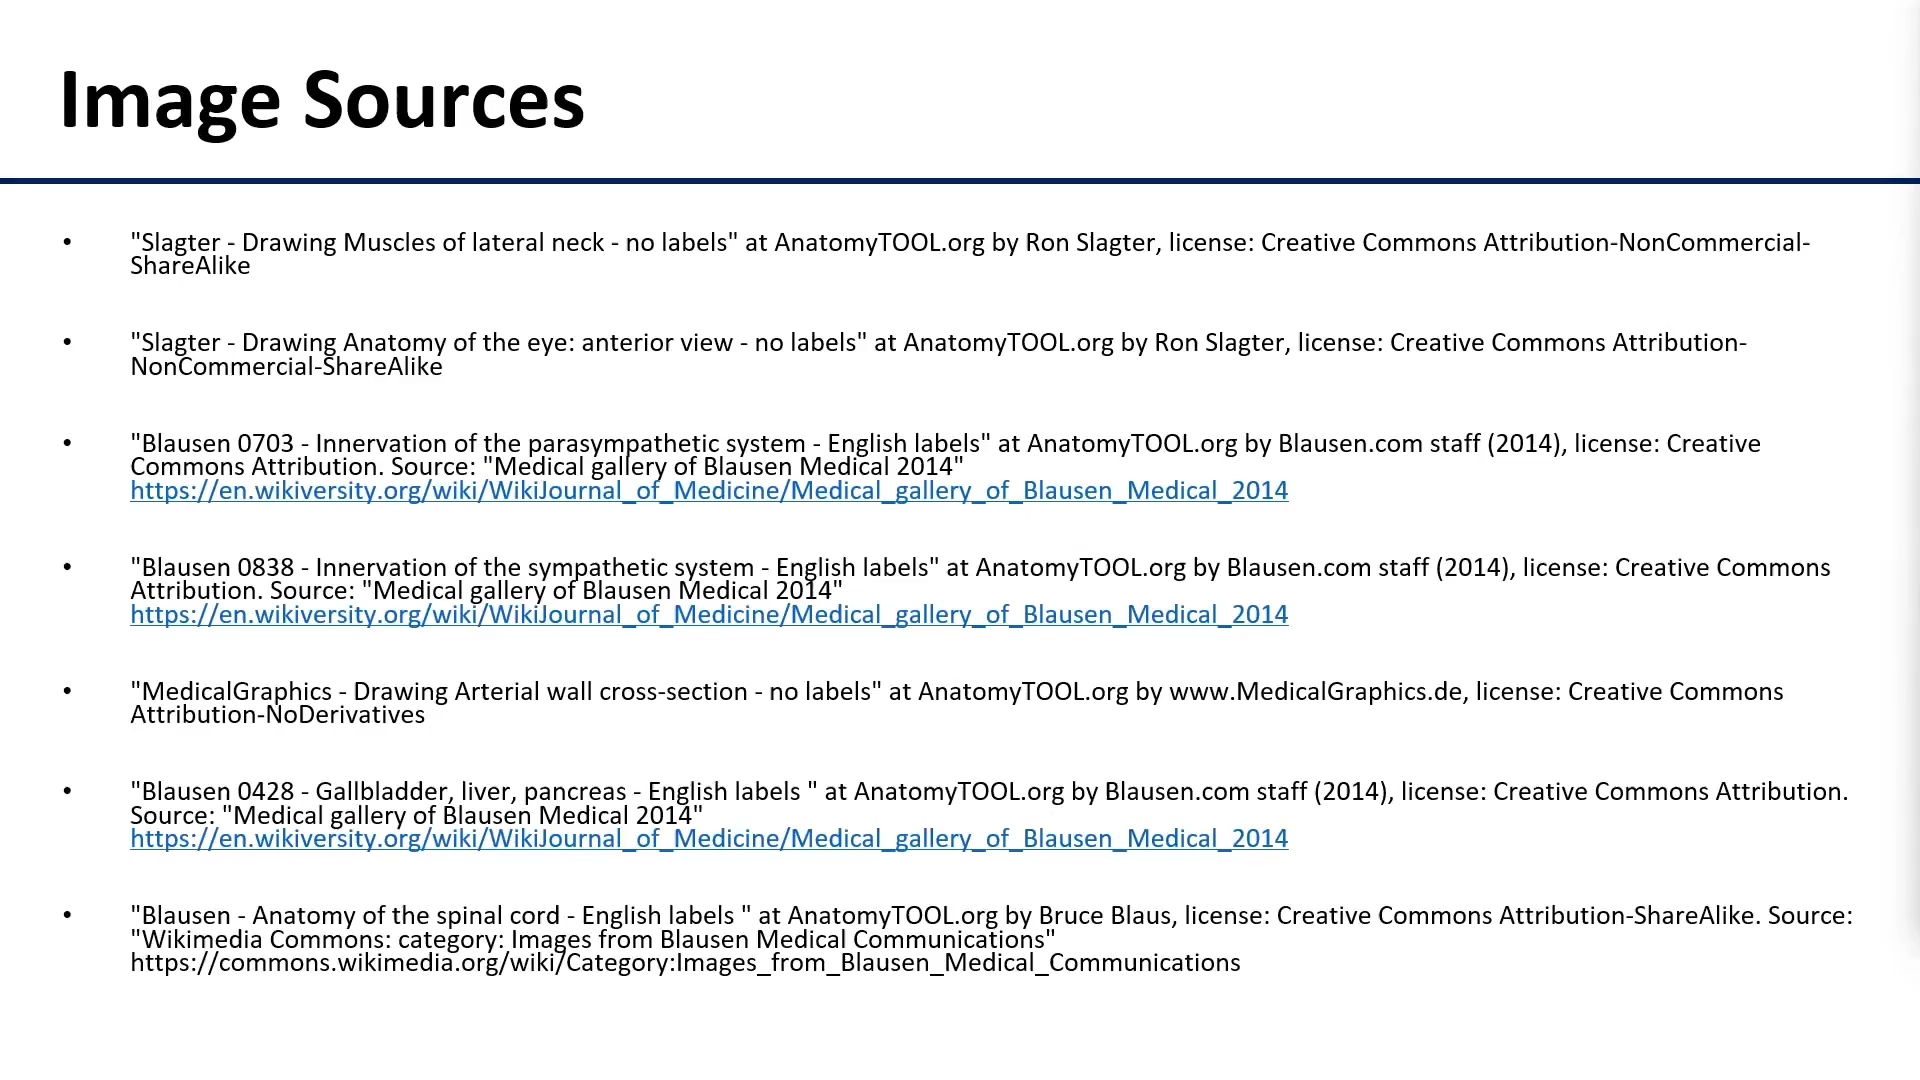 Image Sources
• "Slagter - Drawing Muscles of lateral neck - no labels" at AnatomyTOOL.org by Ron Slagter, license: Creative Commons Attribution-NonCommercial-
ShareAlike
• "Slagter - Drawing Anatomy of the eye: anterior view - no labels" at AnatomyTOOL.org by Ron Slagter, license: Creative Commons Attribution-
NonCommercial-ShareAlike
• "Blausen 0703 - Innervation of the parasympathetic system - English labels" at AnatomyTOOL.org by Blausen.com staff (2014), license: Creative
Commons Attribution. Source: "Medical gallery of Blausen Medical 2014"
https://en.wikiversity.org/wiki/WikiJournal_of_Medicine/Medical_gallery_of_Blausen_Medical_2014
• "Blausen 0838 - Innervation of the sympathetic system - English labels" at AnatomyTOOL.org by Blausen.com staff (2014), license: Creative Commons
Attribution. Source: "Medical gallery of Blausen Medical 2014"
https://en.wikiversity.org/wiki/WikiJournal_of_Medicine/Medical_gallery_of_Blausen_Medical_2014
• "MedicalGraphics - Drawing Arterial wall cross-section - no labels" at AnatomyTOOL.org by www.MedicalGraphics.de, license: Creative Commons
Attribution-NoDerivatives
• "Blausen 0428 - Gallbladder, liver, pancreas - English labels " at AnatomyTOOL.org by Blausen.com staff (2014), license: Creative Commons Attribution.
Source: "Medical gallery of Blausen Medical 2014"
https://en.wikiversity.org/wiki/WikiJournal_of_Medicine/Medical_gallery_of_Blausen_Medical_2014
• "Blausen - Anatomy of the spinal cord - English labels " at AnatomyTOOL.org by Bruce Blaus, license: Creative Commons Attribution-ShareAlike. Source:
"Wikimedia Commons: category: Images from Blausen Medical Communications"
https://commons.wikimedia.org/wiki/Category:Images_from_Blausen_Medical_Communications